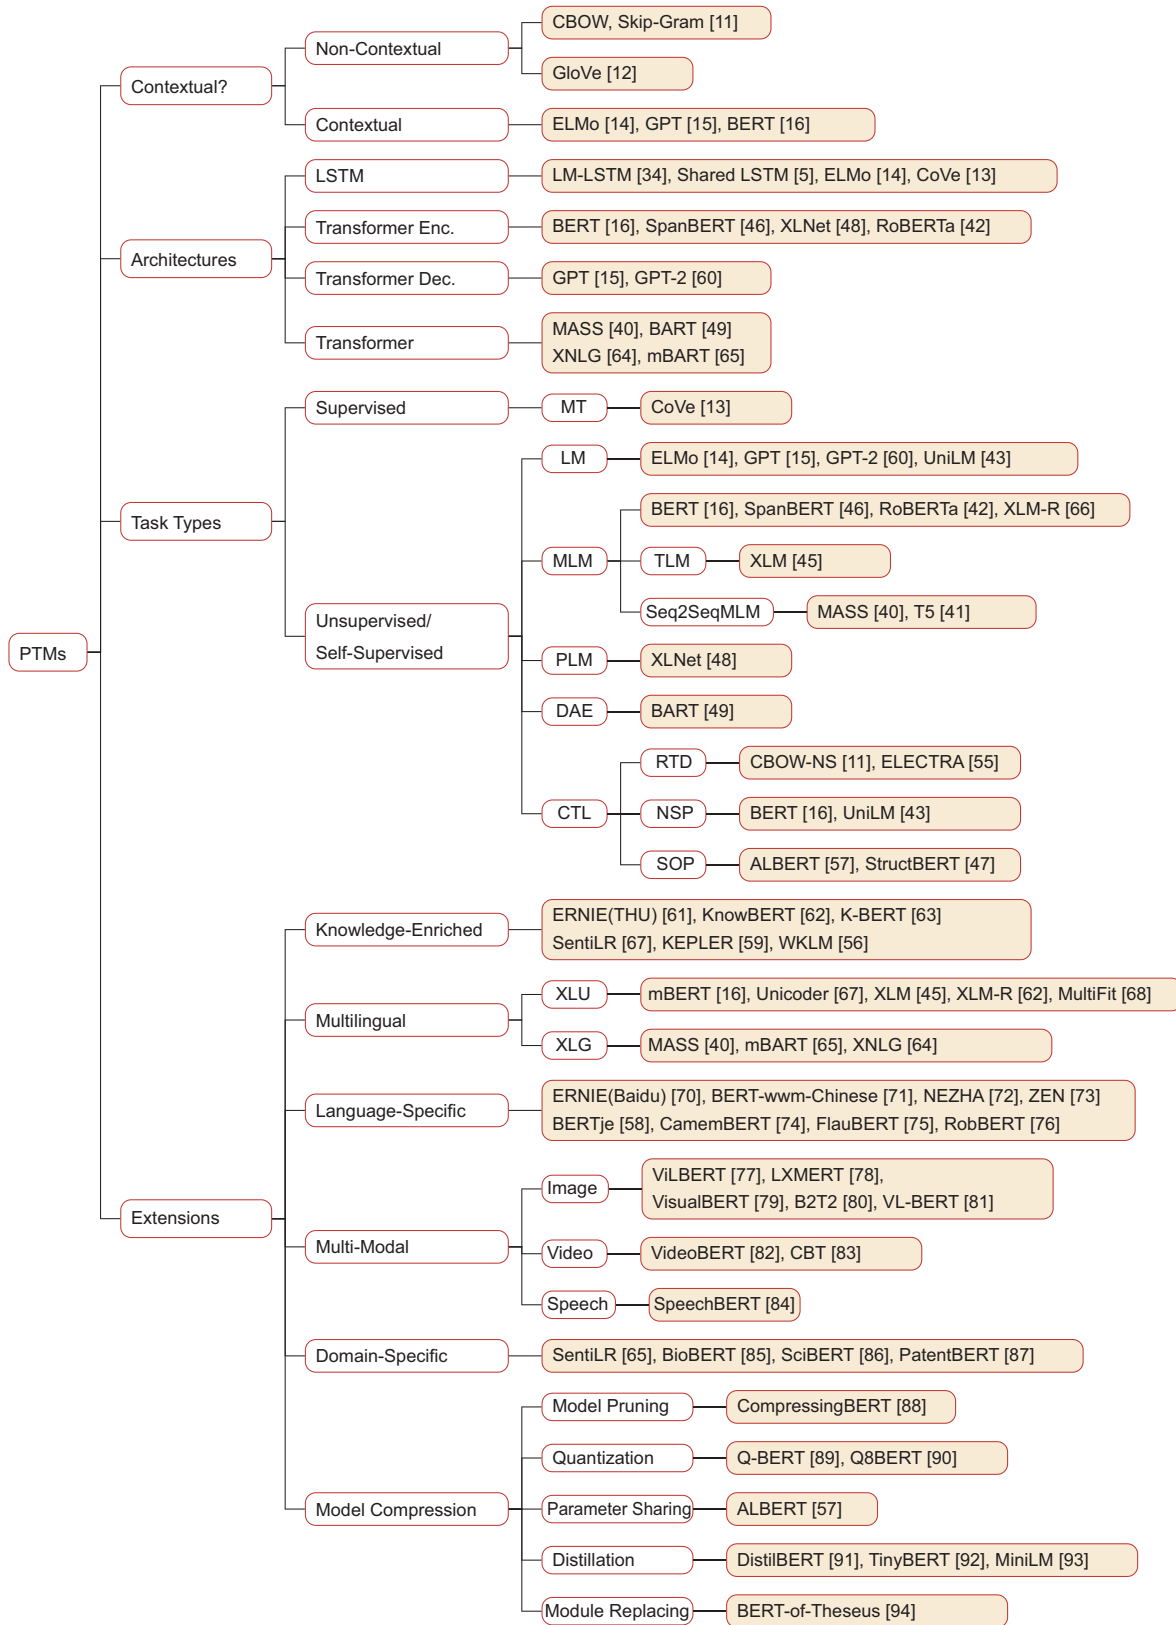 CBOW, Skip-Gram [11]
Non-Contextual
GloVe [12]
Contextual?
Contextual
ELMo [14], GPT [15], BERT [16]
LSTM
LM-LSTM [34], Shared LSTM [5], ELMo [14], CoVe [13]
Transformer Enc.
BERT [16], SpanBERT [46], XLNet [48], RoBERTa [42]
Architectures
Transformer Dec.
GPT [15], GPT-2 [60]
Transformer
MASS [40], BART [49]
XNLG [64], mBART [65]
Supervised
MT
CoVe [13]
LM
ELMo [14], GPT [15], GPT-2 [60], UniLM [43]
Task Types
BERT [16], SpanBERT [46], RoBERTa [42], XLM-R [66]
MLM
TLM
XLM [45]
Seq2SeqMLM
MASS [40], T5 [41]
Unsupervised/
Self-Supervised
PTMs
PLM
XLNet [48]
DAE
BART [49]
RTD
CBOW-NS [11], ELECTRA [55]
CTL
NSP
BERT [16], UniLM [43]
SOP
ALBERT [57], StructBERT [47]
Knowledge-Enriched
ERNIE(THU) [61], KnowBERT [62], K-BERT [63]
SentiLR [67], KEPLER [59], WKLM [56]
XLU
mBERT [16], Unicoder [67], XLM [45], XLM-R [62], MultiFit [68]
Multilingual
XLG
MASS [40], mBART [65], XNLG [64]
Language-Specific
ERNIE(Baidu) [70], BERT-wwm-Chinese [71], NEZHA [72], ZEN [73]
BERTje [58], CamemBERT [74], FlauBERT [75], RobBERT [76]
Extensions
Image
ViLBERT [77], LXMERT [78],
VisualBERT [79], B2T2 [80], VL-BERT [81]
Multi-Modal
Video
VideoBERT [82], CBT [83]
Speech
SpeechBERT [84]
Domain-Specific
SentiLR [65], BioBERT [85], SciBERT [86], PatentBERT [87]
Model Pruning
CompressingBERT [88]
Quantization
Q-BERT [89], Q8BERT [90]
Model Compression
Parameter Sharing
ALBERT [57]
Distillation
DistilBERT [91], TinyBERT [92], MiniLM [93]
Module Replacing
BERT-of-Theseus [94]